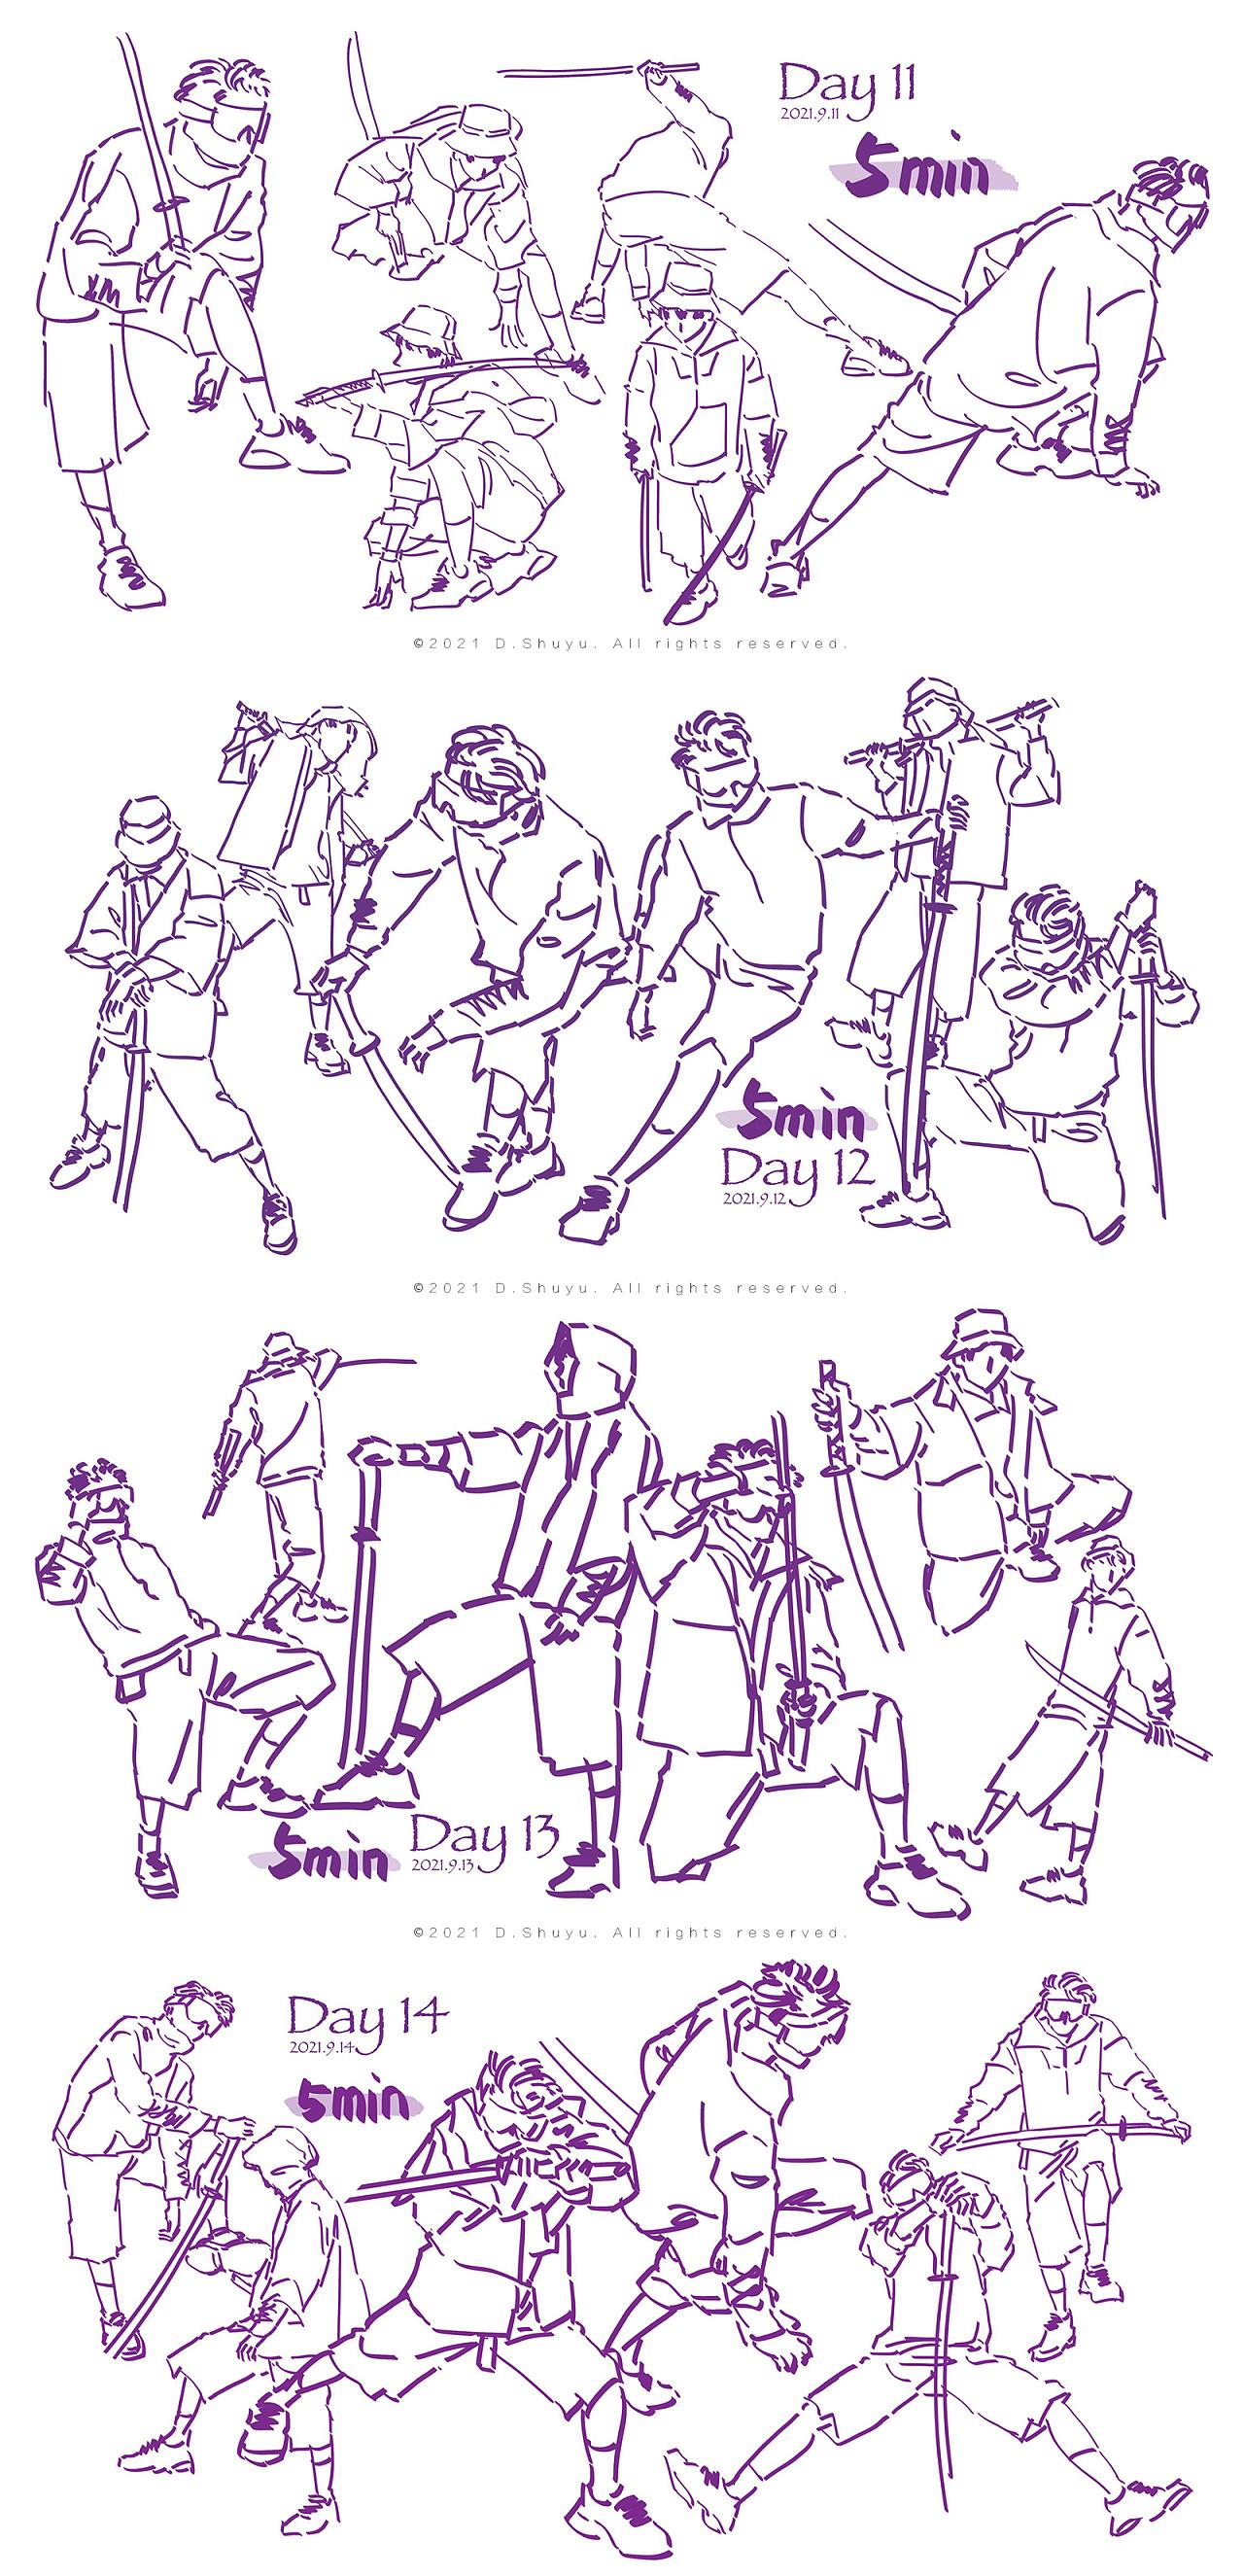 Day 11
2021.9.11
5min
©2021 D.Shuyu. All rights reserved.
5min
Day 12
2021.9.12
©2021 D.Shuyu. All rights reserved.
5min
Day 13
2021.9.13
©2021 D.Shuyu. All rights reserved.
Day 14
2021.9.14
5min